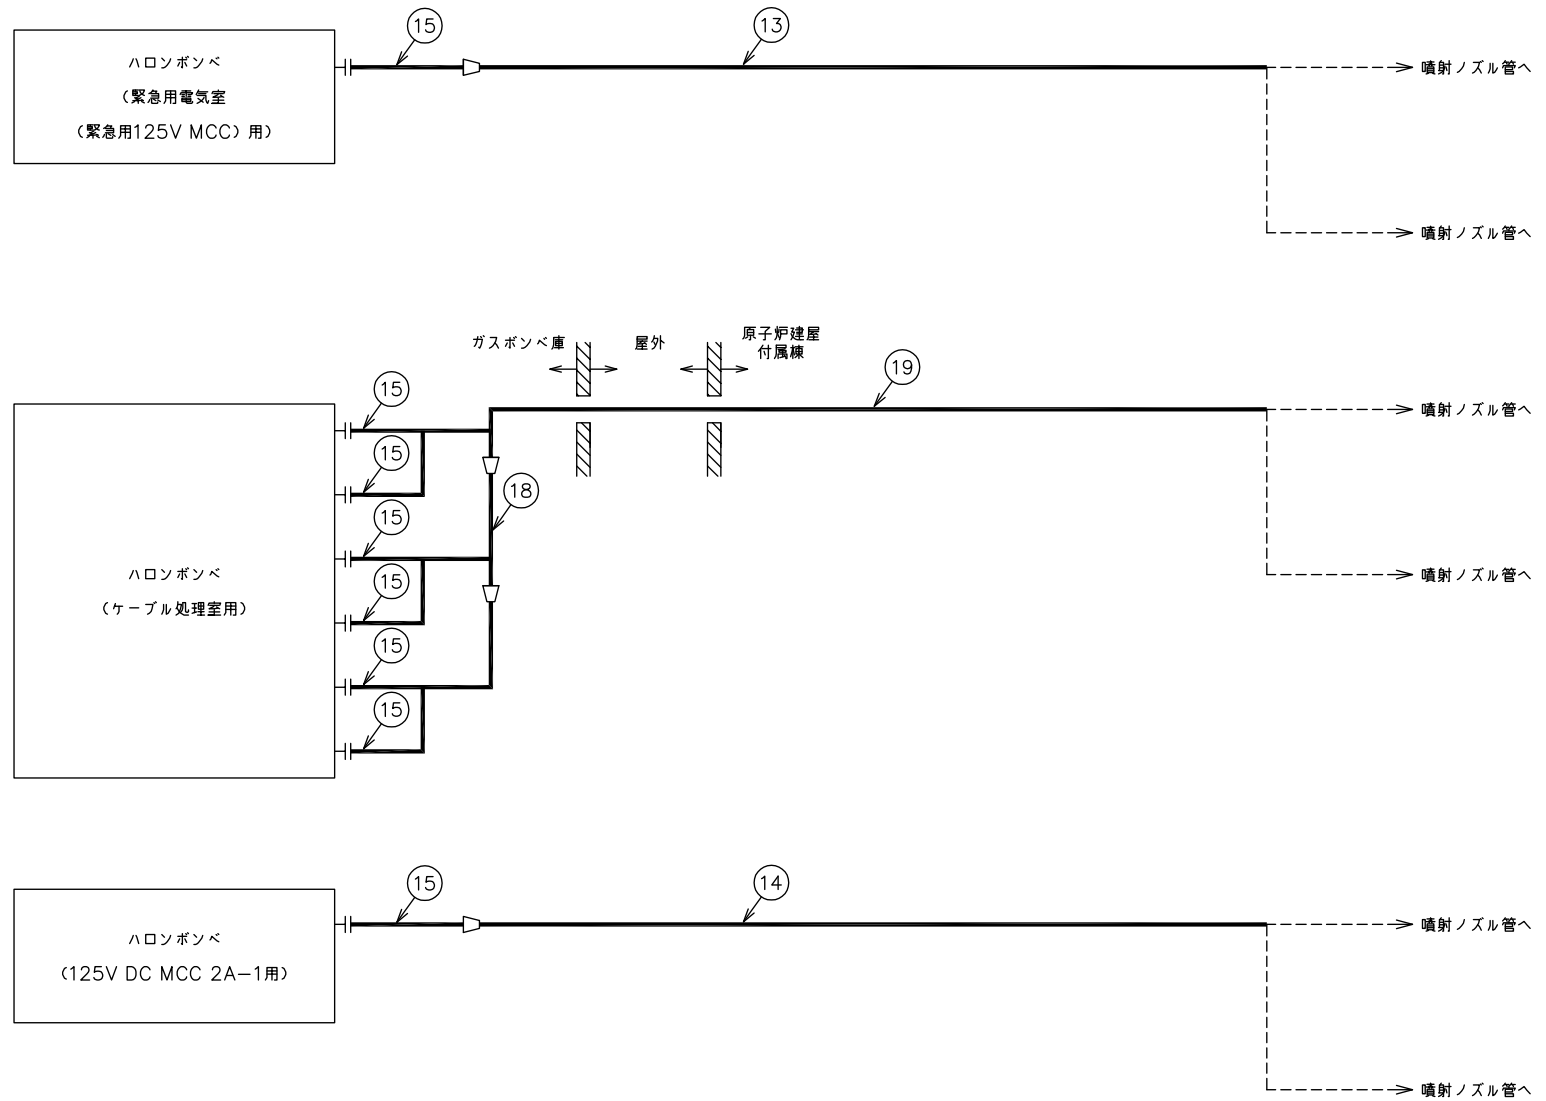 15
13
ハロンボンベ
(緊急用電気室
(緊急用125V MCC) 用)
噴射ノズル管へ
噴射ノズル管へ
ガスボンベ庫
屋外
原子炉建屋
付属棟
19
15
噴射ノズル管へ
15
18
15
ハロンボンベ
(ケーブル処理室用)
15
噴射ノズル管へ
15
15
15
14
ハロンボンベ
(125V DC MCC 2A-1用)
噴射ノズル管へ
噴射ノズル管へ